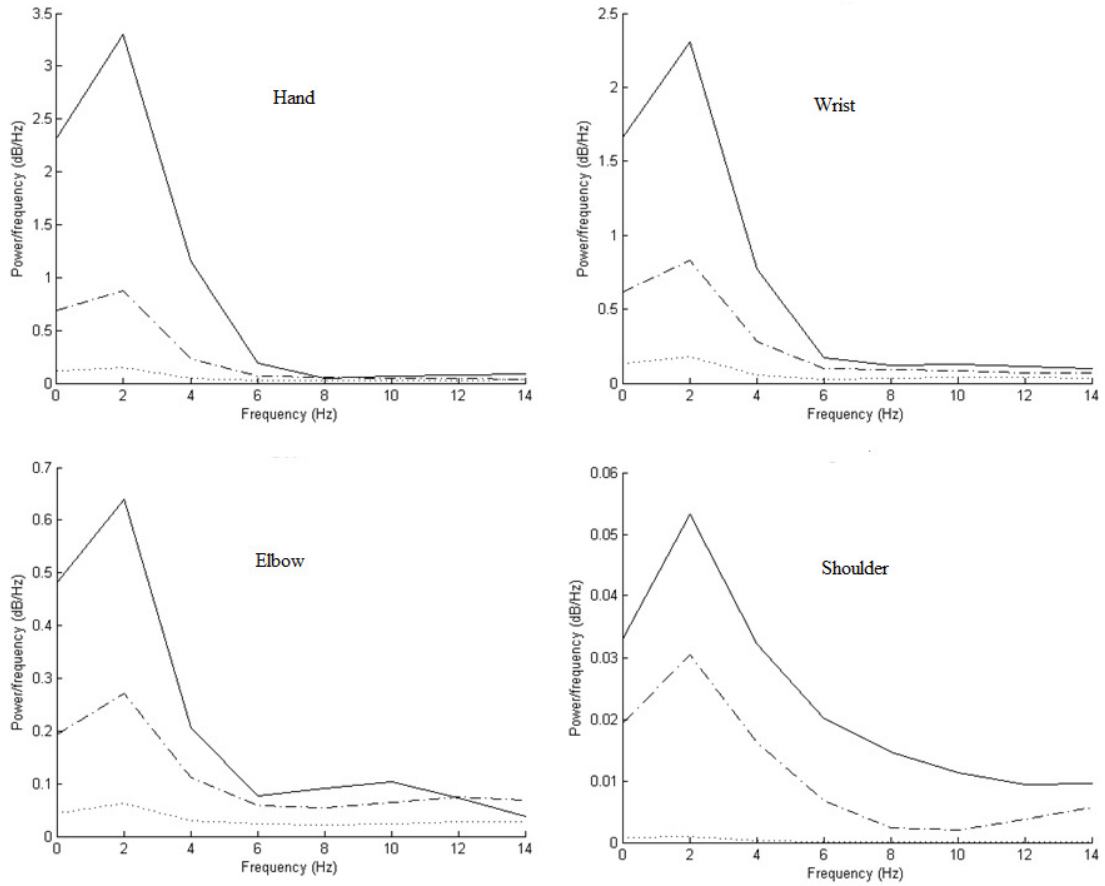 3.5
3
2.5
2
1.5
1
0.5
0
0 2 4 6 8 10 12 14
Power/frequency (dB/Hz)
Frequency (Hz)
Hand
2.5
2
1.5
1
0.5
0
0 2 4 6 8 10 12 14
Power/frequency (dB/Hz)
Frequency (Hz)
Wrist
0.7
0.6
0.5
0.4
0.3
0.2
0.1
0
0 2 4 6 8 10 12 14
Power/frequency (dB/Hz)
Frequency (Hz)
Elbow
0.06
0.05
0.04
0.03
0.02
0.01
0
0 2 4 6 8 10 12 14
Power/frequency (dB/Hz)
Frequency (Hz)
Shoulder